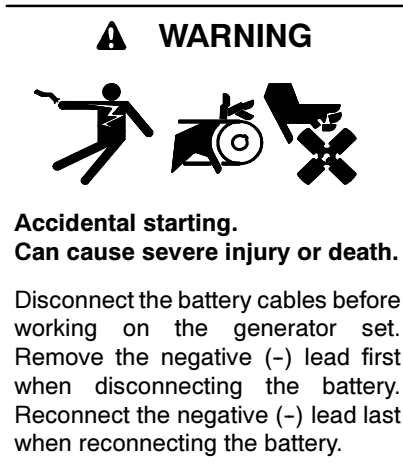 WARNING
Accidental starting.
Can cause severe injury or death.
Disconnect the battery cables before
working on the generator set.
Remove the negative (–) lead first
when disconnecting the battery.
Reconnect the negative (–) lead last
when reconnecting the battery.